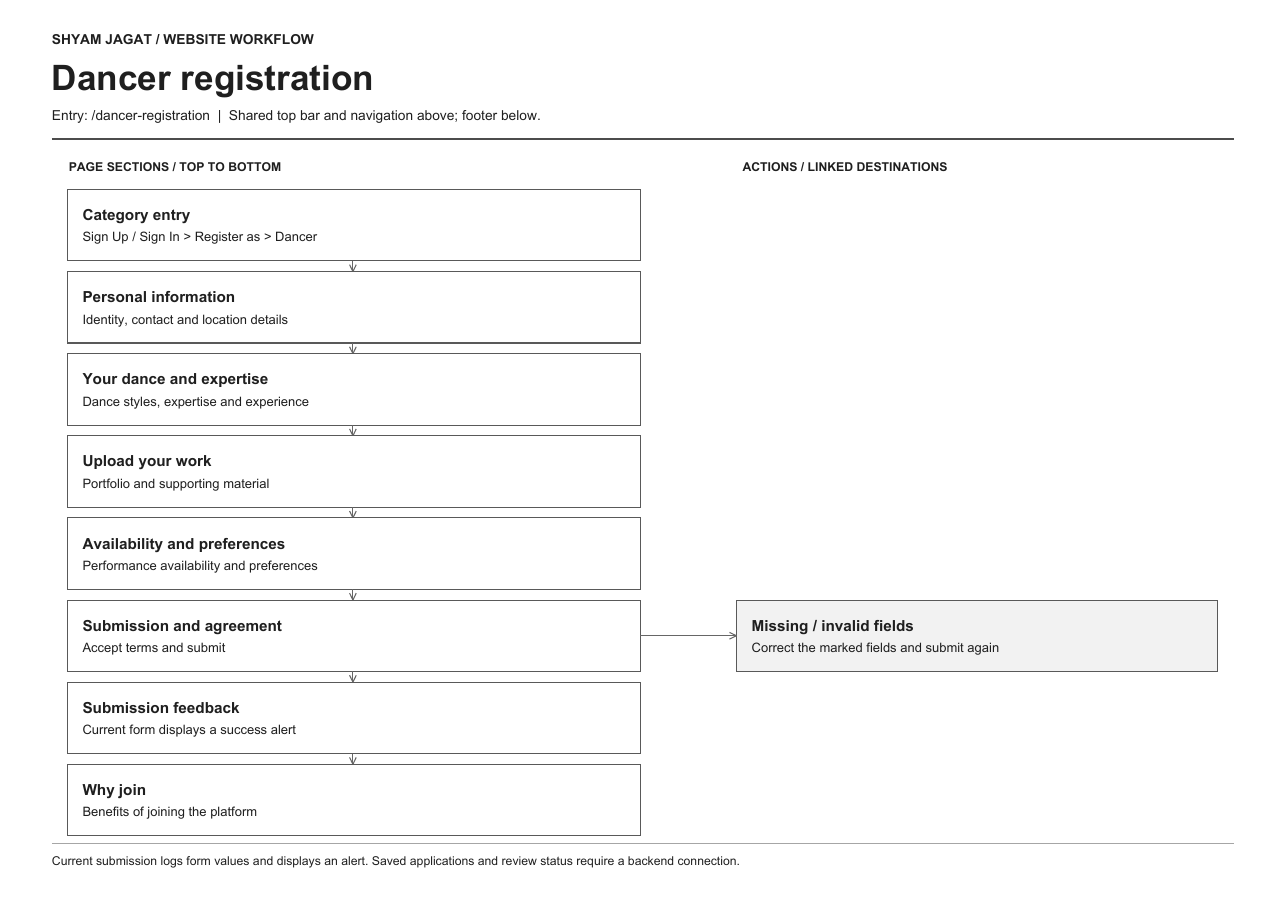 SHYAM JAGAT / WEBSITE WORKFLOW
Dancer registration
Entry: /dancer-registration | Shared top bar and navigation above; footer below.
PAGE SECTIONS / TOP TO BOTTOM
ACTIONS / LINKED DESTINATIONS
Category entry
Sign Up / Sign In > Register as > Dancer
Personal information
Identity, contact and location details
Your dance and expertise
Dance styles, expertise and experience
Upload your work
Portfolio and supporting material
Availability and preferences
Performance availability and preferences
Submission and agreement
Accept terms and submit
Missing / invalid fields
Correct the marked fields and submit again
Submission feedback
Current form displays a success alert
Why join
Benefits of joining the platform
Current submission logs form values and displays an alert. Saved applications and review status require a backend connection.